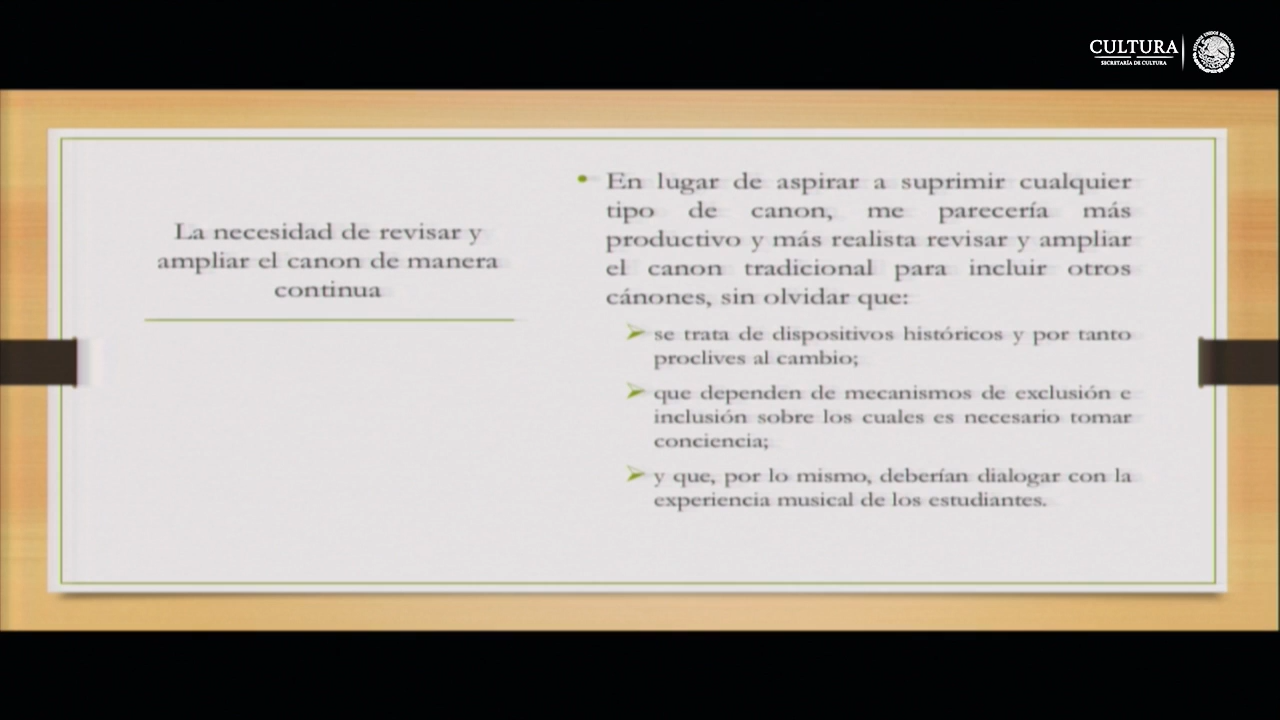 CULTURA
SECRETARÍA DE CULTURA
ESTADOS UNIDOS MEXICANOS
La necesidad de revisar y
ampliar el canon de manera
continua
• En lugar de aspirar a suprimir cualquier
tipo de canon, me parecería más
productivo y más realista revisar y ampliar
el canon tradicional para incluir otros
cánones, sin olvidar que:
se trata de dispositivos históricos y por tanto
proclives al cambio;
que dependen de mecanismos de exclusión e
inclusión sobre los cuales es necesario tomar
conciencia;
y que, por lo mismo, deberían dialogar con la
experiencia musical de los estudiantes.